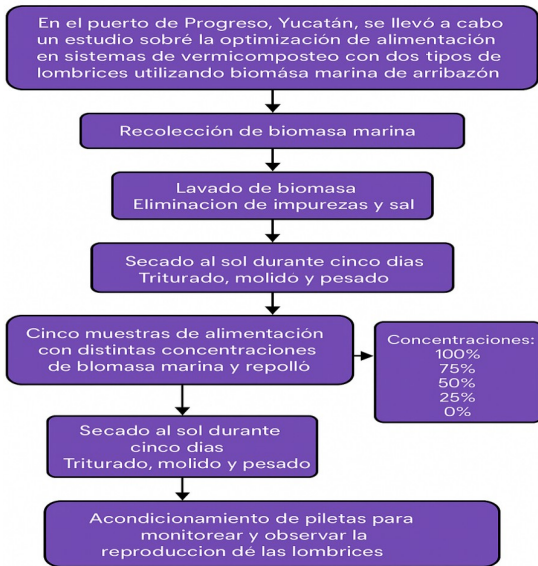 En el puerto de Progreso, Yucatán, se llevó a cabo
un estudio sobré la optimización de alimentación
en sistemas de vermicomposteo con dos tipos de
lombrices utilizando biomása marina de arribazón
Recolección de biomasa marina
Lavado de biomasa
Eliminacion de impurezas y sal
Secado al sol durante cinco dias
Triturado, molido y pesado
Cinco muestras de alimentación
con distintas concentraciones
de blomasa marina y repolló
Concentraciones:
100%
75%
50%
25%
0%
Secado al sol durante
cinco dias
Triturado, molido y pesado
Acondicionamiento de piletas para
monitorear y observar la
reproduccion dé las lombrices